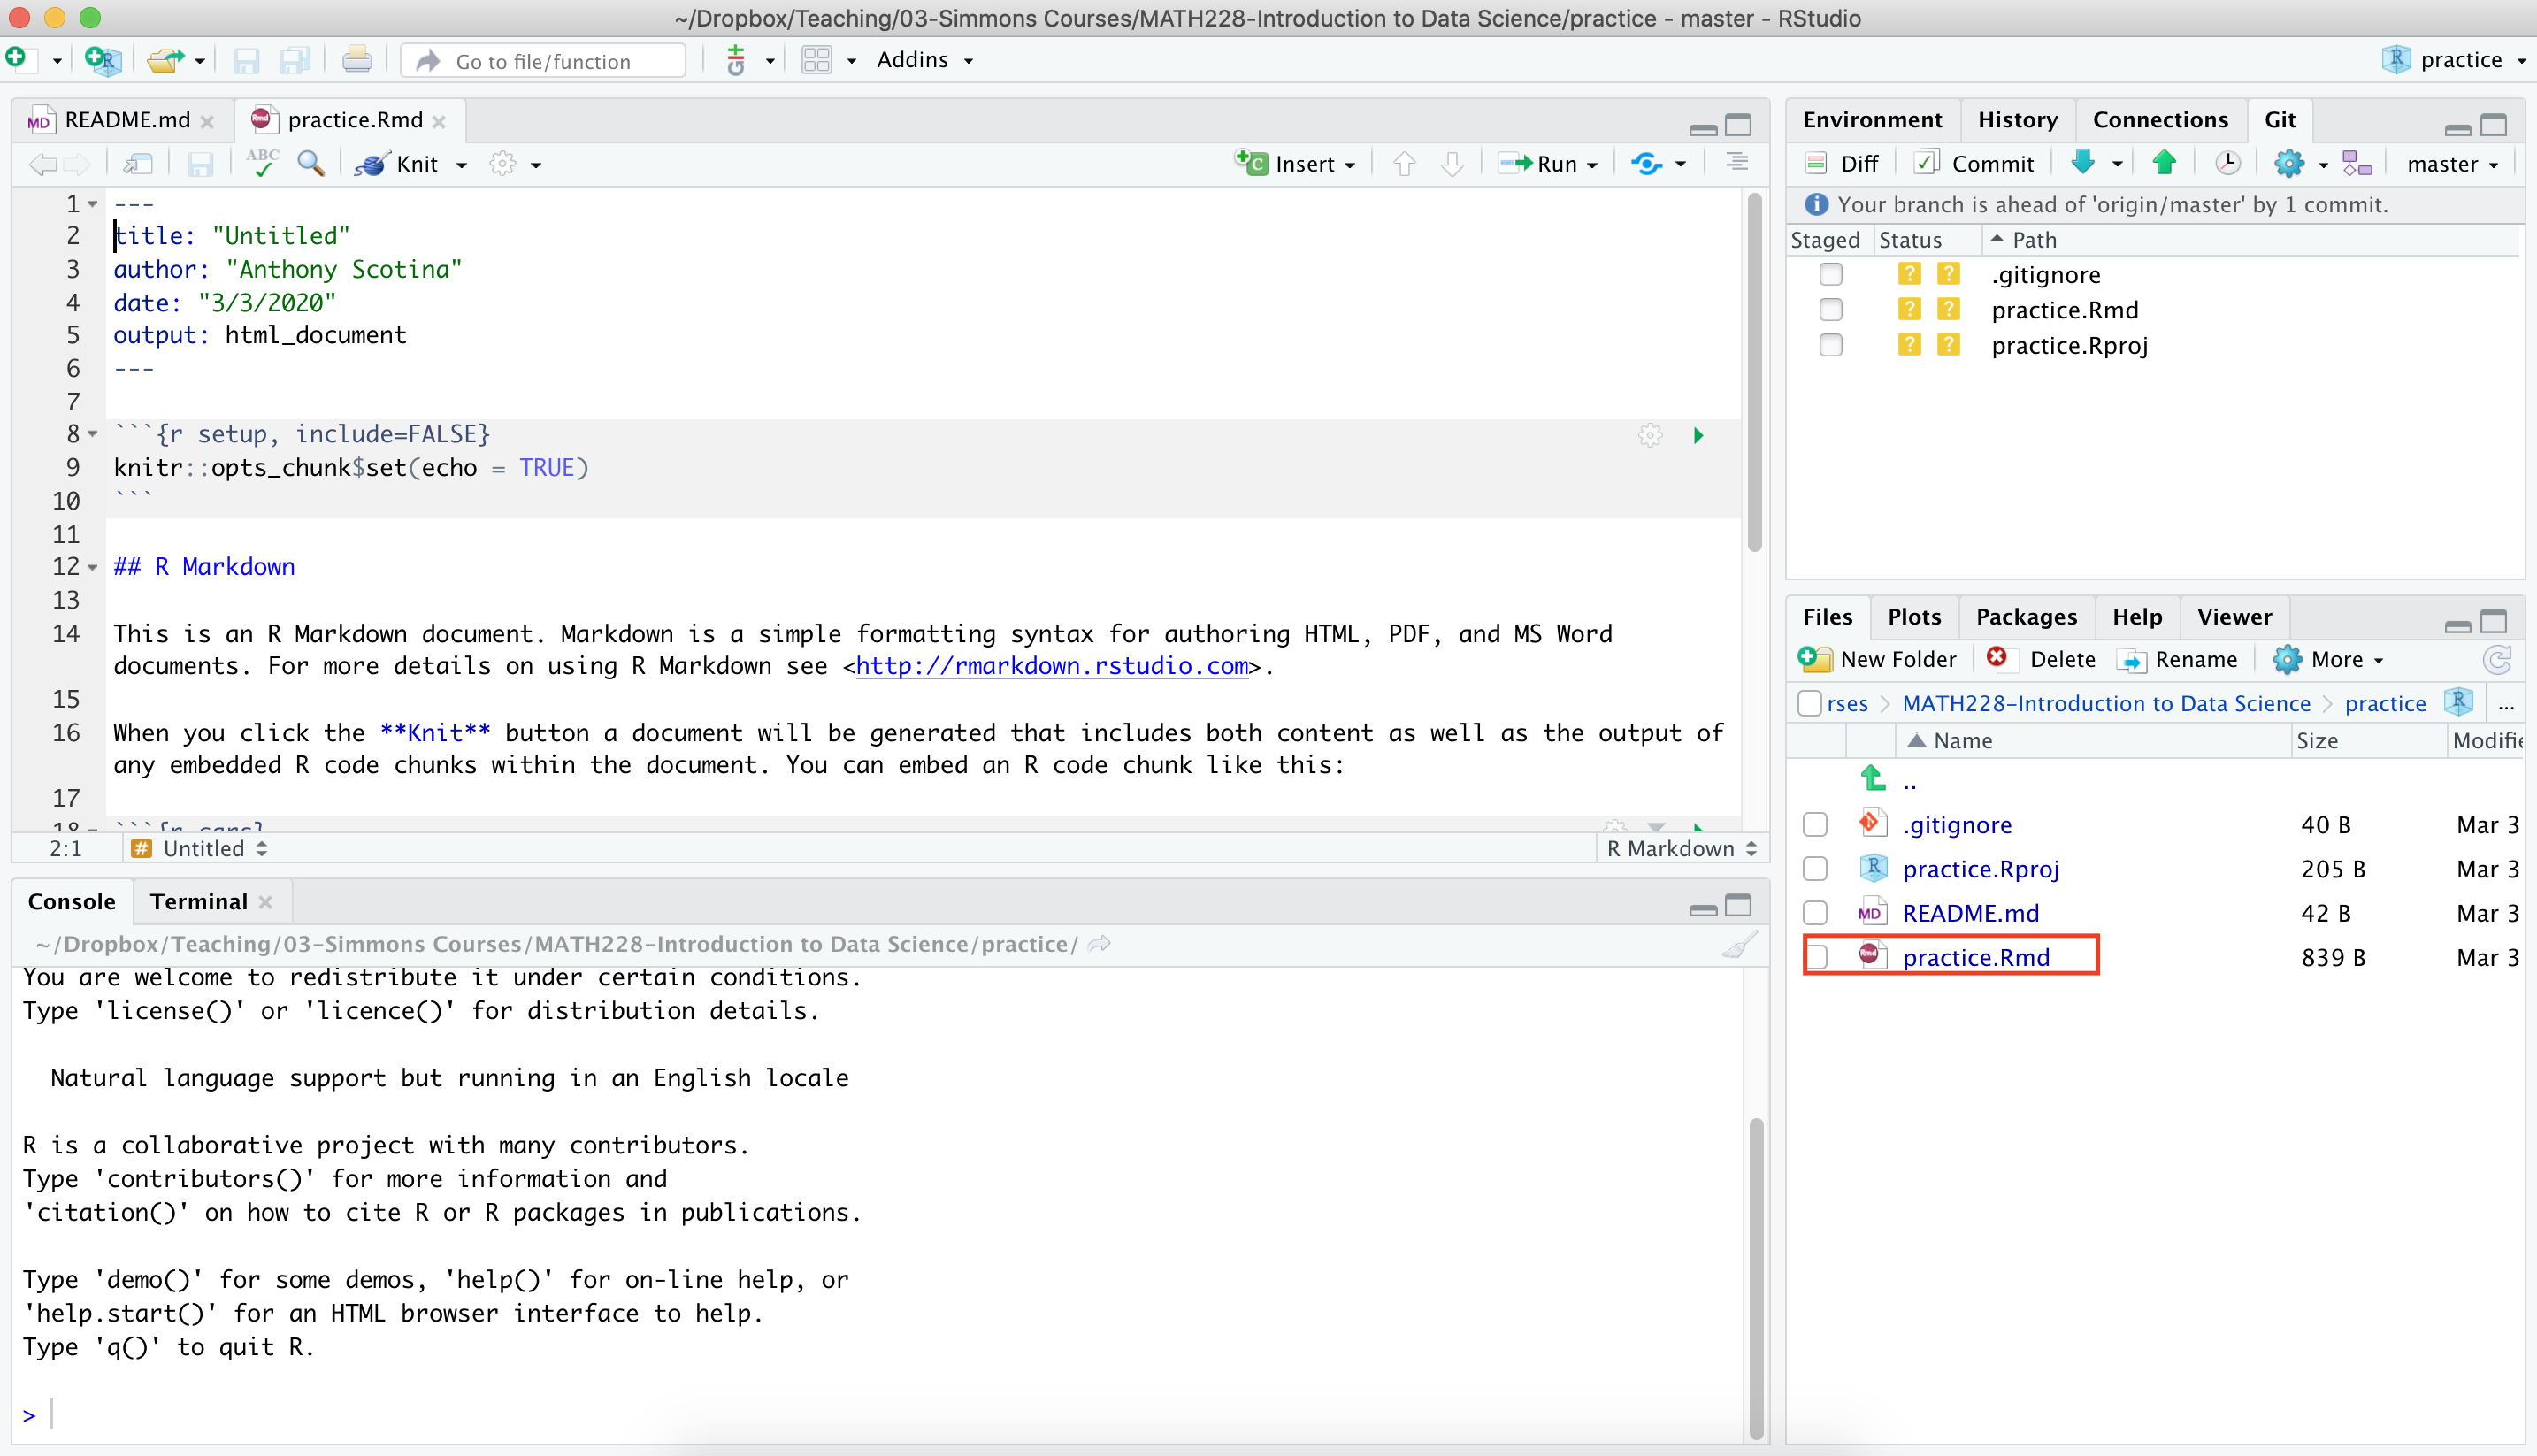 ~/Dropbox/Teaching/03-Simmons Courses/MATH228-Introduction to Data Science/practice - master - RStudio
Go to file/function
Addins
practice
README.md
practice.Rmd
ABC
Knit
Insert
Run
1 ---
2 title: "Untitled"
3 author: "Anthony Scotina"
4 date: "3/3/2020"
5 output: html_document
6 ---
7
8 ```{r setup, include=FALSE}
9 knitr::opts_chunk$set(echo = TRUE)
10 ```
11
12 ## R Markdown
13
14 This is an R Markdown document. Markdown is a simple formatting syntax for authoring HTML, PDF, and MS Word
documents. For more details on using R Markdown see <http://rmarkdown.rstudio.com>.
15
16 When you click the **Knit** button a document will be generated that includes both content as well as the output of
any embedded R code chunks within the document. You can embed an R code chunk like this:
17
18 ```{r cars}
2:1 # Untitled R Markdown
Console Terminal
~/Dropbox/Teaching/03-Simmons Courses/MATH228-Introduction to Data Science/practice/
You are welcome to redistribute it under certain conditions.
Type 'license()' or 'licence()' for distribution details.
Natural language support but running in an English locale
R is a collaborative project with many contributors.
Type 'contributors()' for more information and
'citation()' on how to cite R or R packages in publications.
Type 'demo()' for some demos, 'help()' for on-line help, or
'help.start()' for an HTML browser interface to help.
Type 'q()' to quit R.
>
Environment History Connections Git
Diff Commit master
Your branch is ahead of 'origin/master' by 1 commit.
Staged Status Path
? ? .gitignore
? ? practice.Rmd
? ? practice.Rproj
Files Plots Packages Help Viewer
New Folder Delete Rename More
rses > MATH228-Introduction to Data Science > practice ...
Name Size Modifie
..
.gitignore 40 B Mar 3
practice.Rproj 205 B Mar 3
README.md 42 B Mar 3
practice.Rmd 839 B Mar 3